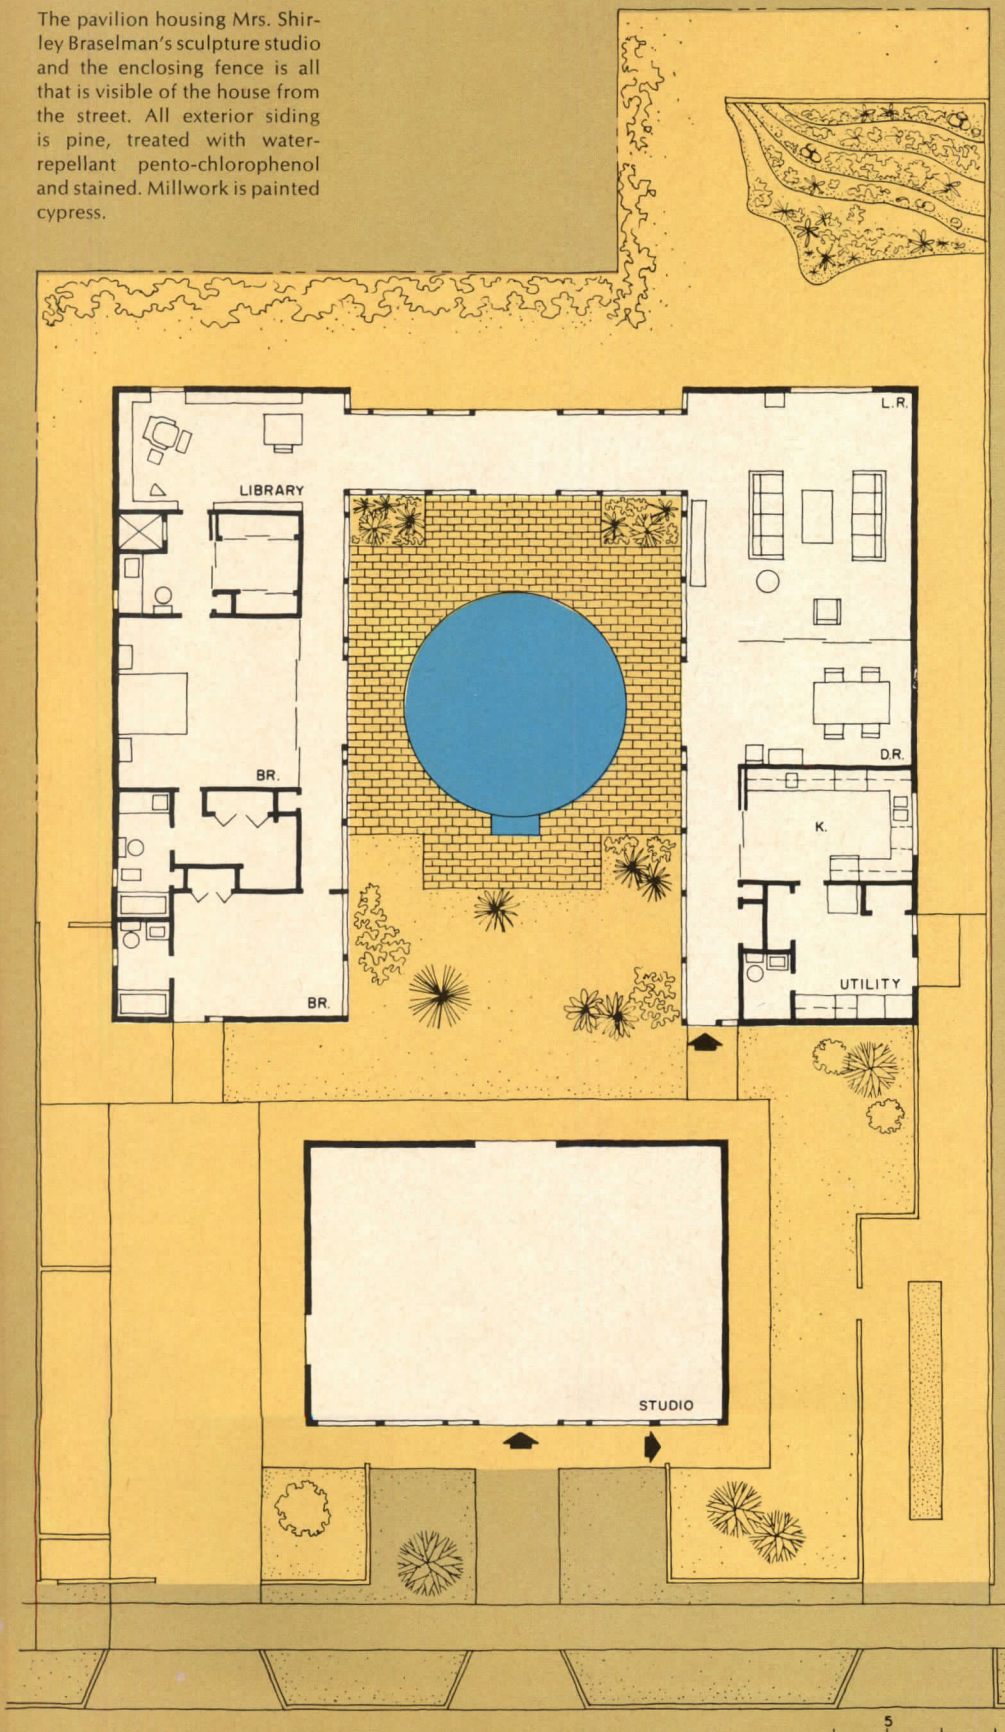 The pavilion housing Mrs. Shir-
ley Braselman's sculpture studio
and the enclosing fence is all
that is visible of the house from
the street. All exterior siding
is pine, treated with water-
repellant pento-chlorophenol
and stained. Millwork is painted
cypress.
L.R.
LIBRARY
D.R.
BR.
K.
UTILITY
BR.
STUDIO
5